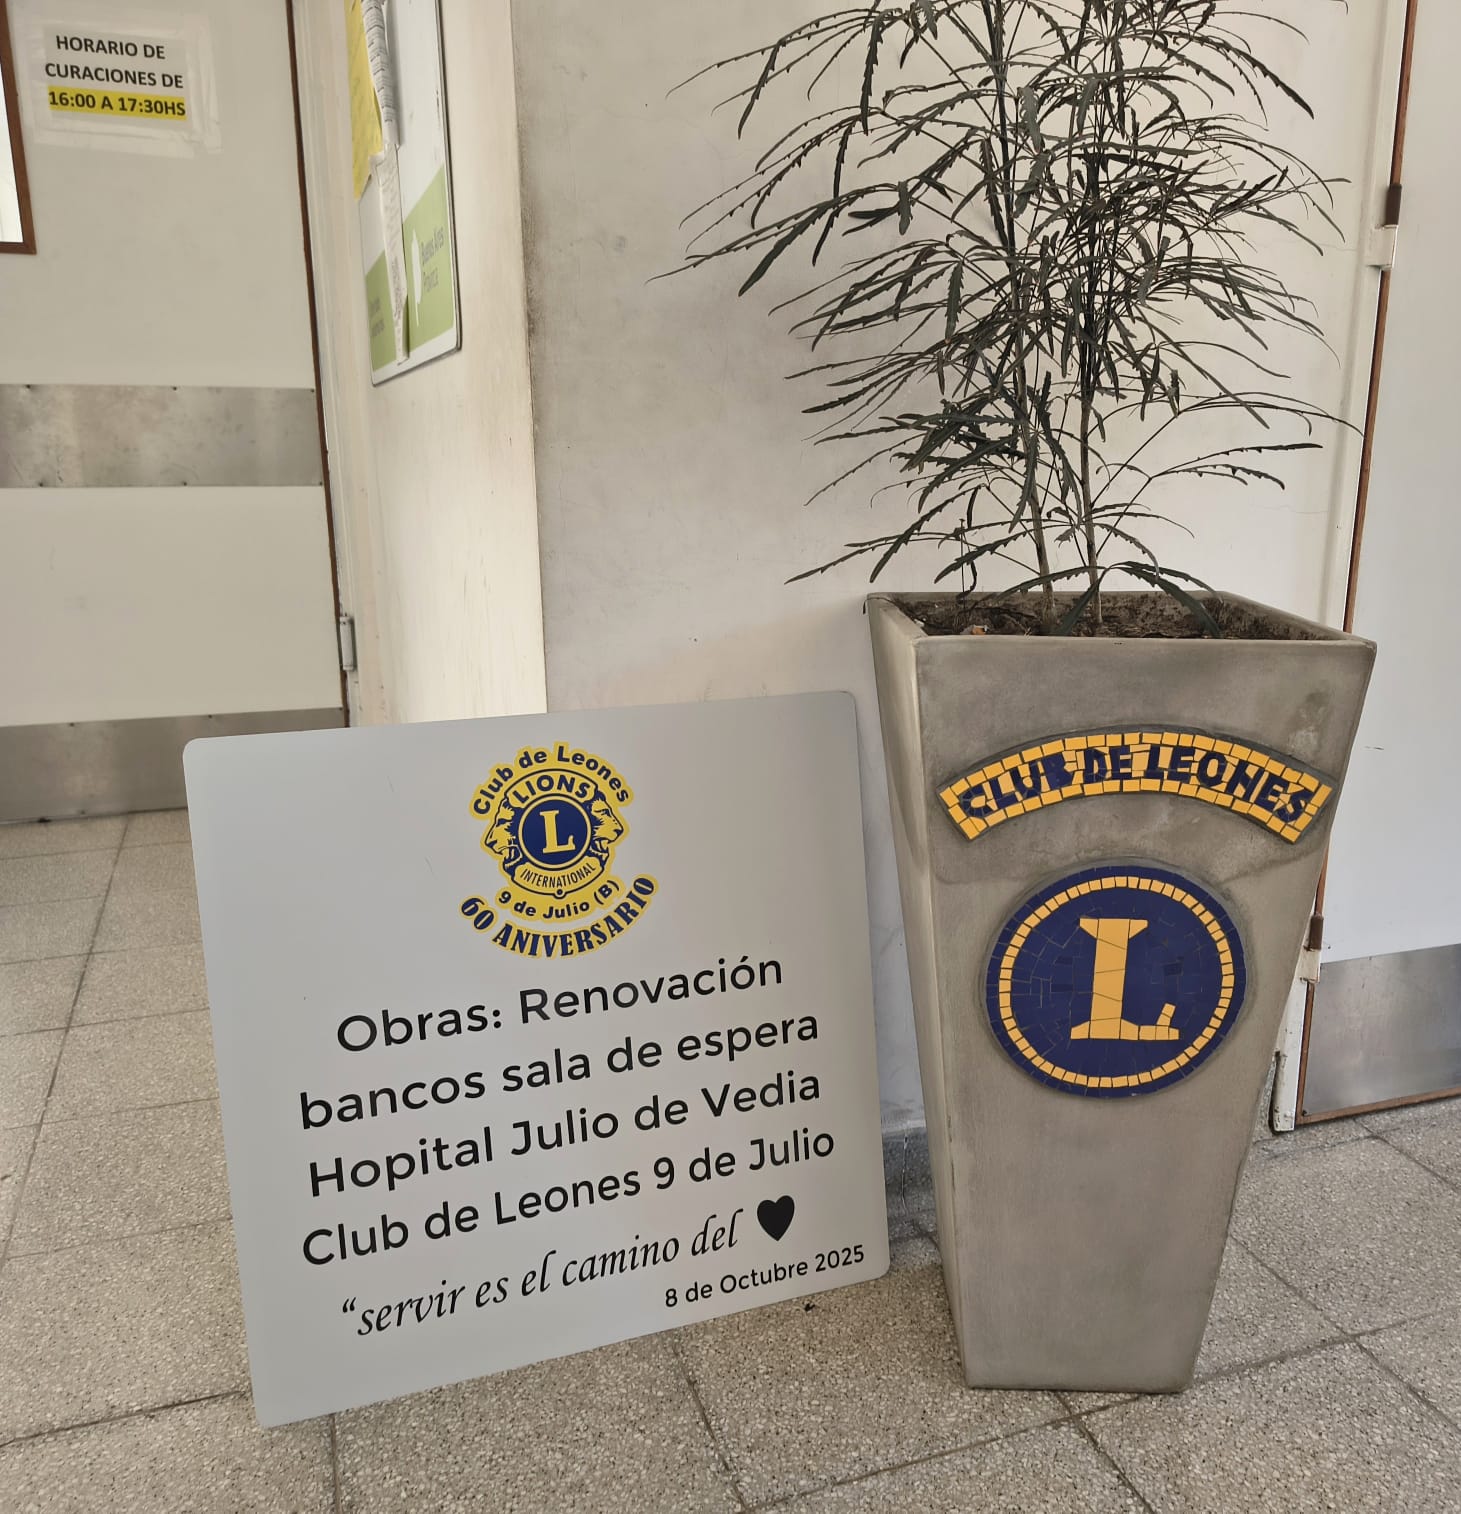 HORARIO DE
CURACIONES DE
16:00 A 17:30HS
Buenos Aires
Club de Leones
LIONS
L
INTERNATIONAL
9 de Julio (B)
60 ANIVERSARIO
Obras: Renovación
bancos sala de espera
Hopital Julio de Vedia
Club de Leones 9 de Julio
“servir es el camino del ♥
8 de Octubre 2025
CLUB DE LEONES
L